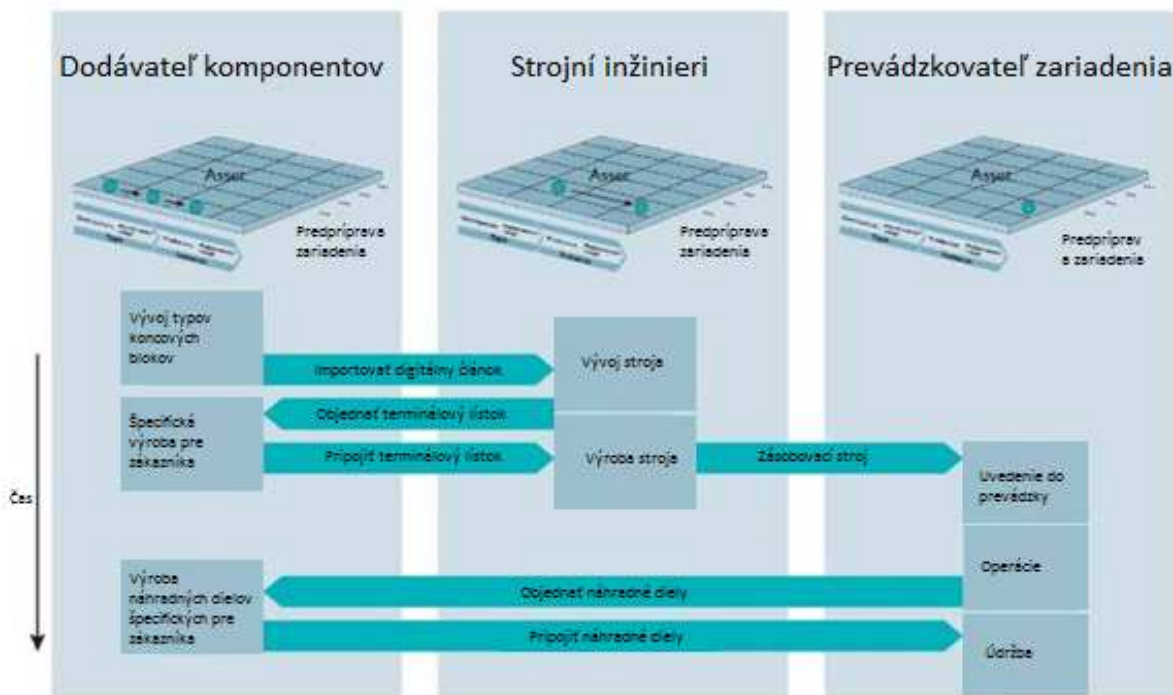 Dodávateľ komponentov
Strojní inžinieri
Prevádzkovateľ zariadenia
Asset
Asset
Asset
Predpríprava
zariadenia
Predpríprava
zariadenia
Predpríprav
a zariadenia
Vývoj typov
koncových
blokov
Importovať digitálny článok
Vývoj stroja
Objednať terminálový lístok
Špecifická
výroba pre
zákazníka
Pripojiť terminálový lístok
Výroba stroja
Zásobovací stroj
Uvedenie do
prevádzky
Čas
Operácie
Výroba
náhradných dielov
špecifických pre
zákazníka
Objednať náhradné diely
Pripojiť náhradné diely
Údržba